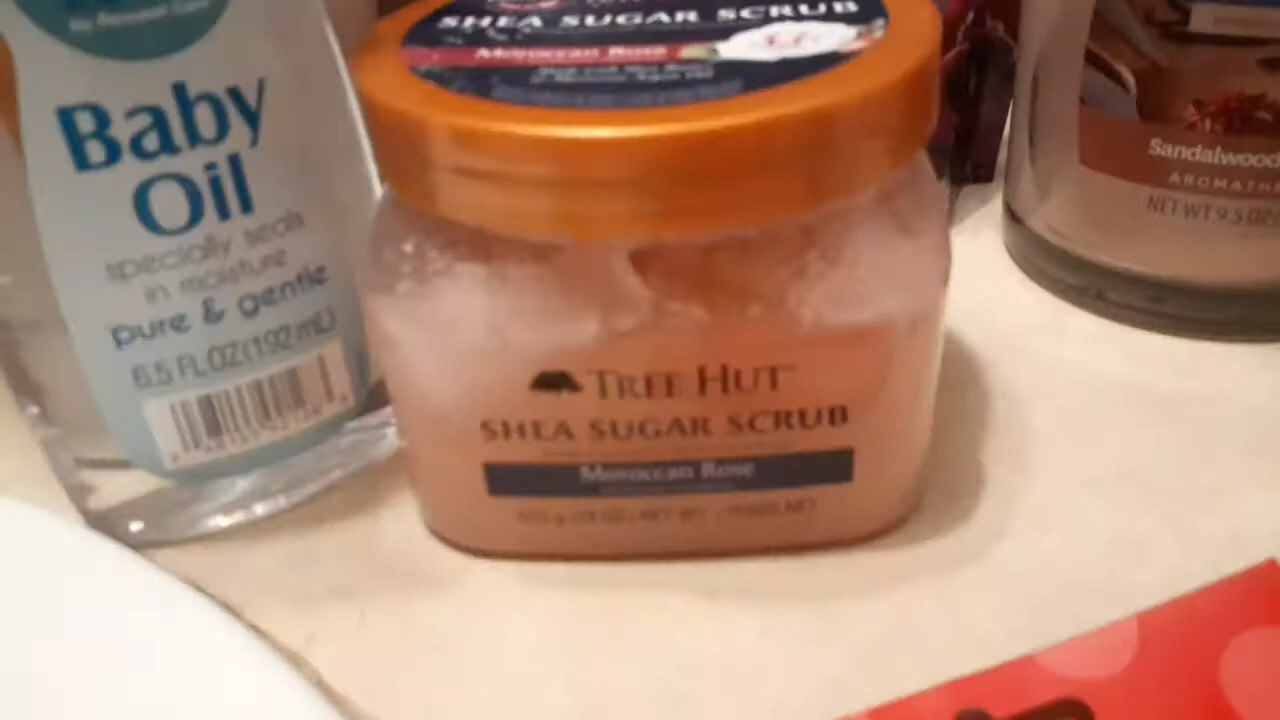 Baby
Oil
specially seals
in moisture
pure & gentle
6.5 FL OZ (192 mL)
SHEA SUGAR SCRUB
Moroccan Rose
TREE HUT
SHEA SUGAR SCRUB
Moroccan Rose
Sandalwood
NET WT 9.5 OZ